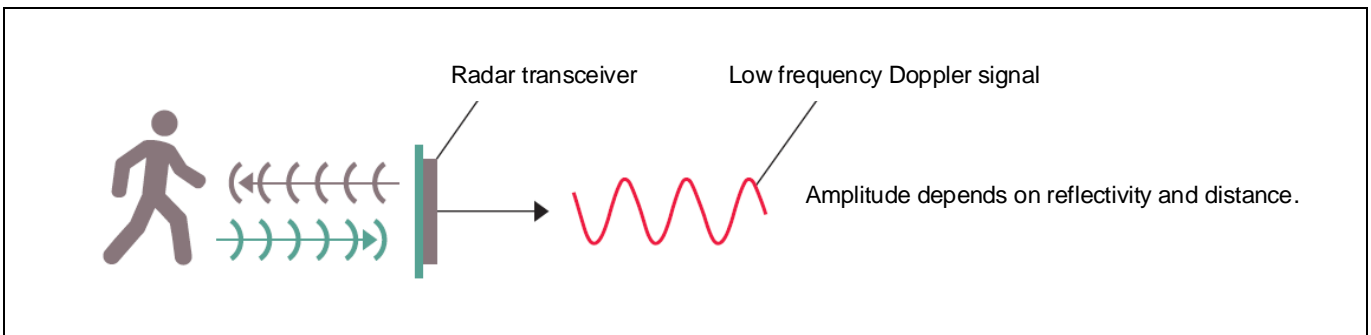 Radar transceiver
Low frequency Doppler signal
Amplitude depends on reflectivity and distance.